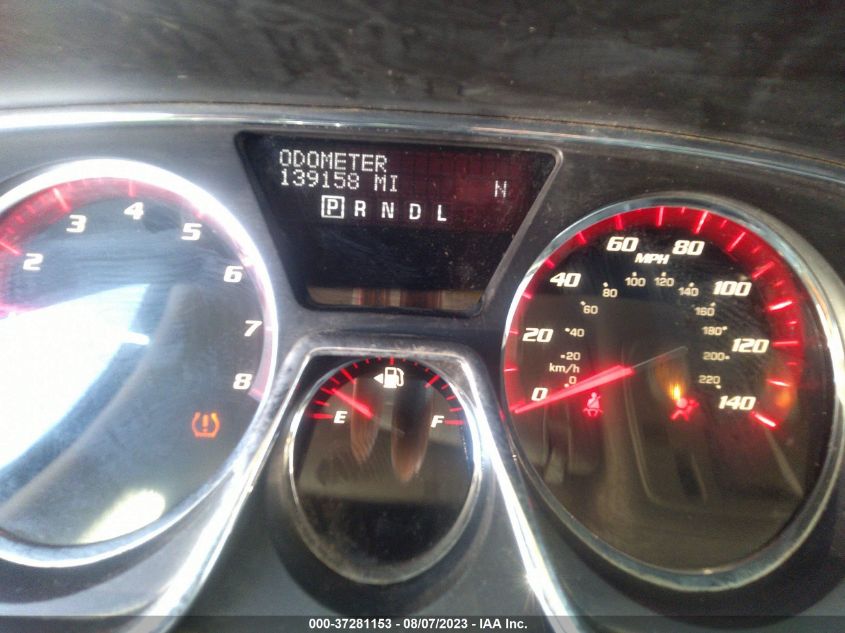 ODOMETER
139158 MI N
P R N D L
2 3 4 5 6 7 8
E F
0 20 40 60 80 100 120 140
MPH
0 20 40 60 80 100 120 140 160 180 200 220
km/h
000-37281153 - 08/07/2023 - IAA Inc.